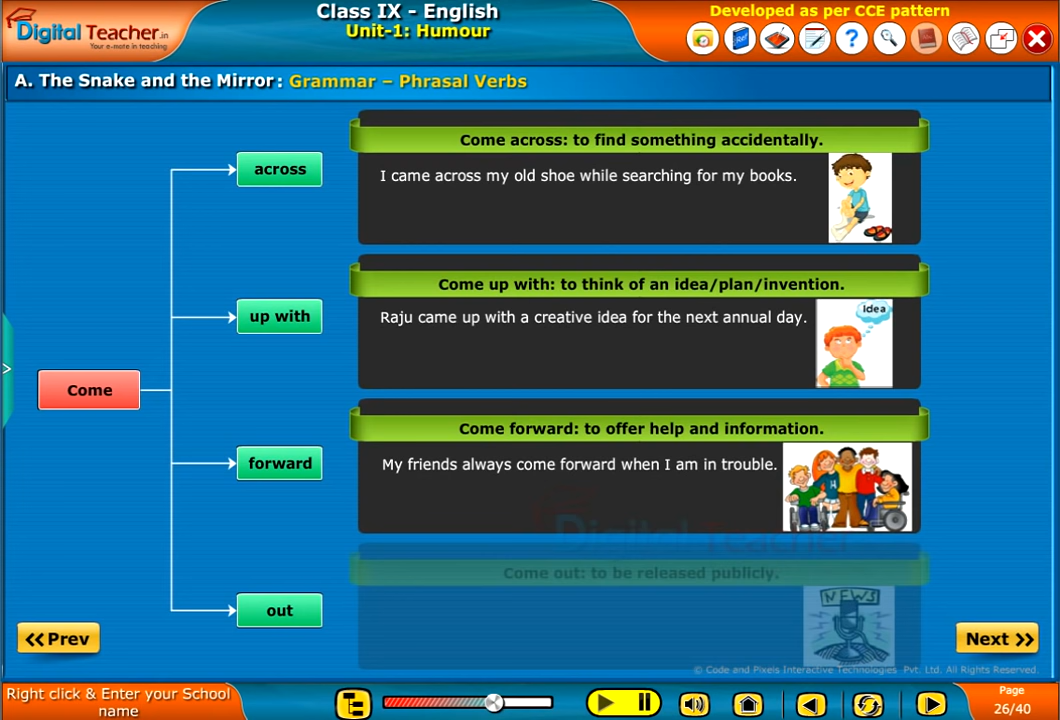 Digital Teacher.in
Your e-mate in teaching
Class IX - English
Unit-1: Humour
Developed as per CCE pattern
A. The Snake and the Mirror: Grammar – Phrasal Verbs
Come across: to find something accidentally.
across
I came across my old shoe while searching for my books.
Come up with: to think of an idea/plan/invention.
up with
Raju came up with a creative idea for the next annual day.
idea
Come
Come forward: to offer help and information.
forward
My friends always come forward when I am in trouble.
Digital Teacher
Come out: to be released publicly.
out
NEWS
<< Prev
Next >>
© Code and Pixels Interactive Technologies Pvt. Ltd. All Rights Reserved.
Right click & Enter your School
name
Page
26/40